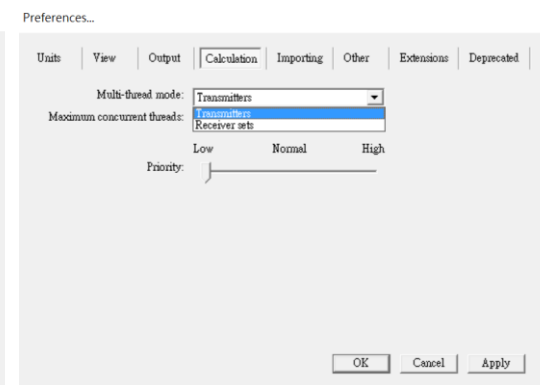 Preferences...
Units View Output Calculation Importing Other Extensions Deprecated
Multi-thread mode: Transmitters
Maximum concurrent threads: Transmitters
Receiver sets
Low Normal High
Priority:
OK Cancel Apply